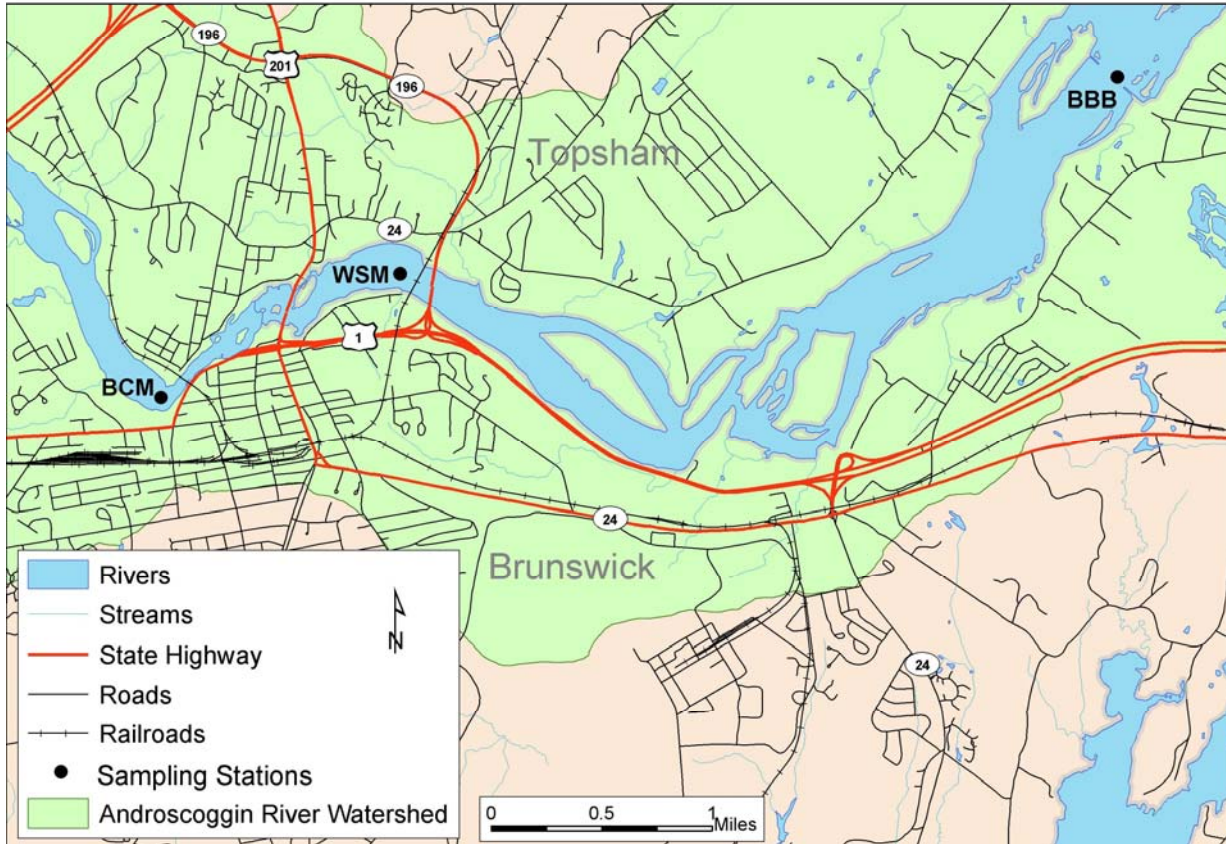 196
201
196
BBB
Topsham
24
WSM
1
BCM
24
Brunswick
24
Rivers
Streams
State Highway
Roads
Railroads
Sampling Stations
Androscoggin River Watershed
N
0 0.5 1
Miles